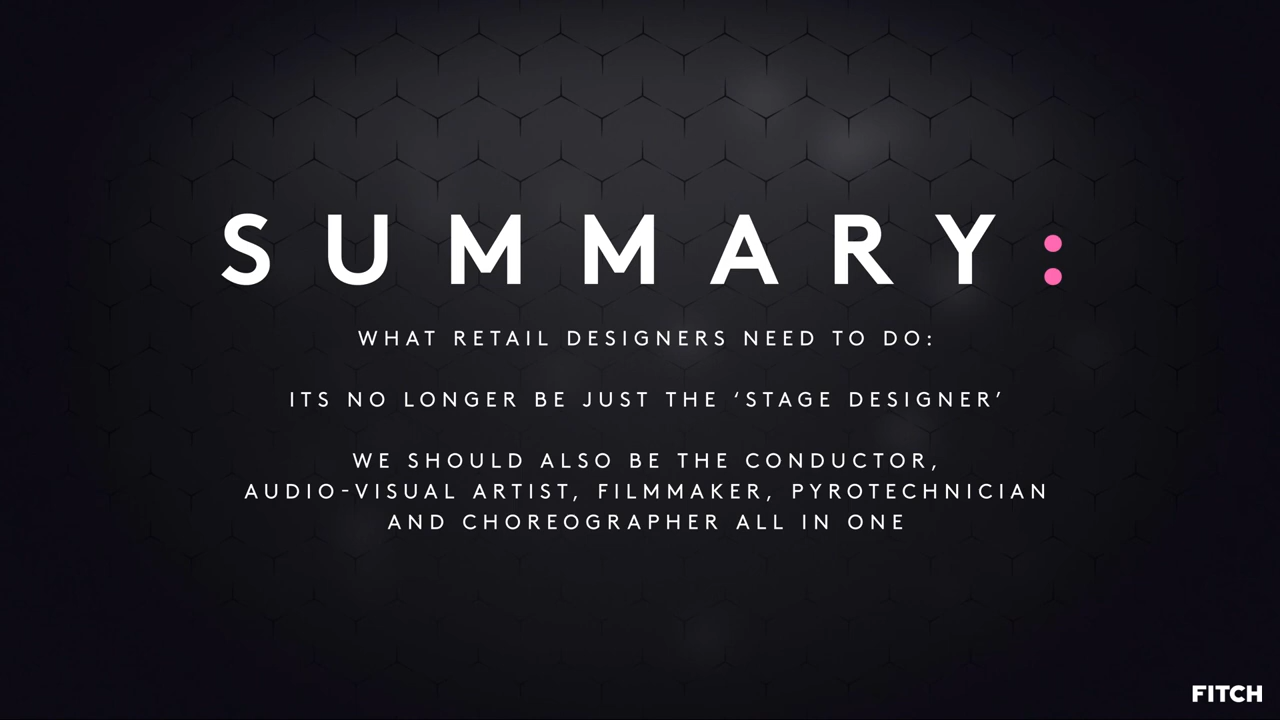 SUMMARY:
WHAT RETAIL DESIGNERS NEED TO DO:
ITS NO LONGER BE JUST THE ‘STAGE DESIGNER’
WE SHOULD ALSO BE THE CONDUCTOR,
AUDIO-VISUAL ARTIST, FILMMAKER, PYROTECHNICIAN
AND CHOREOGRAPHER ALL IN ONE
FITCH